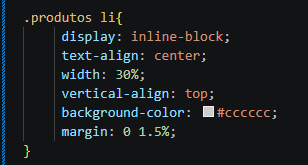 .produtos li{
display: inline-block;
text-align: center;
width: 30%;
vertical-align: top;
background-color: #cccccc;
margin: 0 1.5%;
}